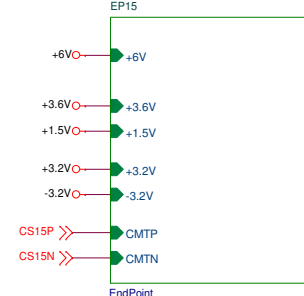 EP15
+6V +6V
+3.6V +3.6V
+1.5V +1.5V
+3.2V +3.2V
-3.2V -3.2V
CS15P CMTP
CS15N CMTN
EndPoint